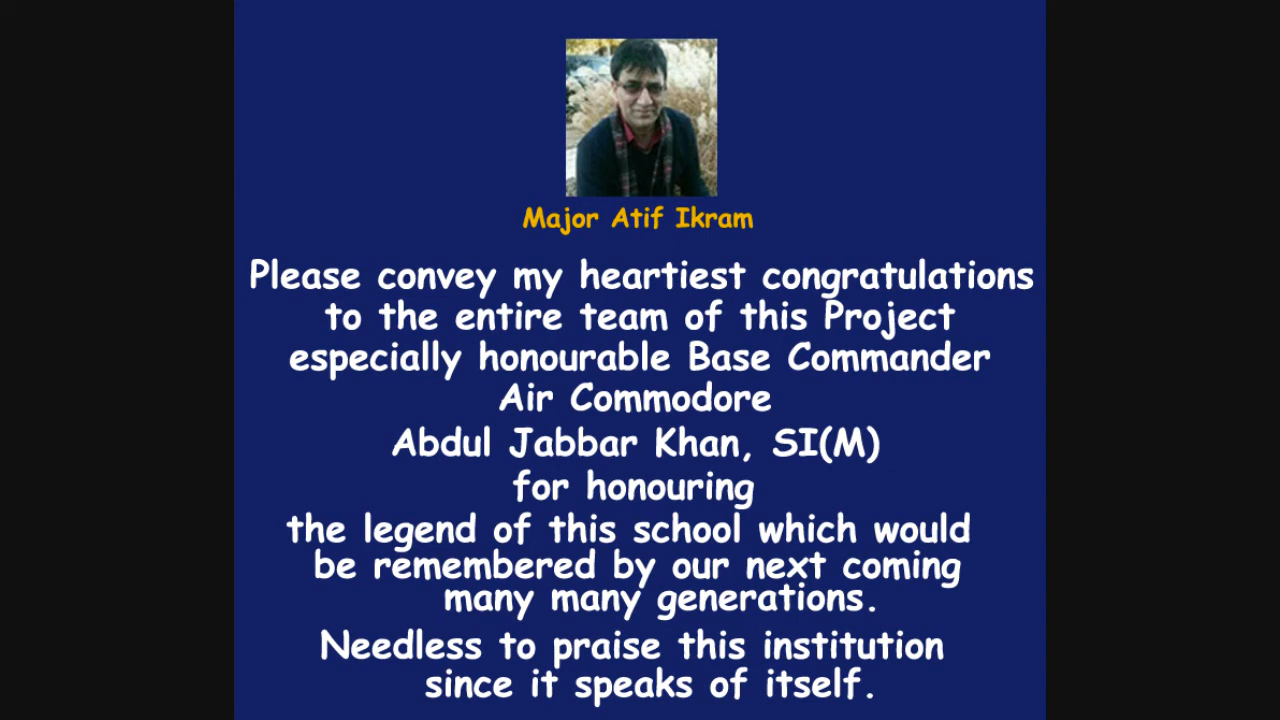 Major Atif Ikram
Please convey my heartiest congratulations
to the entire team of this Project
especially honourable Base Commander
Air Commodore
Abdul Jabbar Khan, SI(M)
for honouring
the legend of this school which would
be remembered by our next coming
many many generations.
Needless to praise this institution
since it speaks of itself.